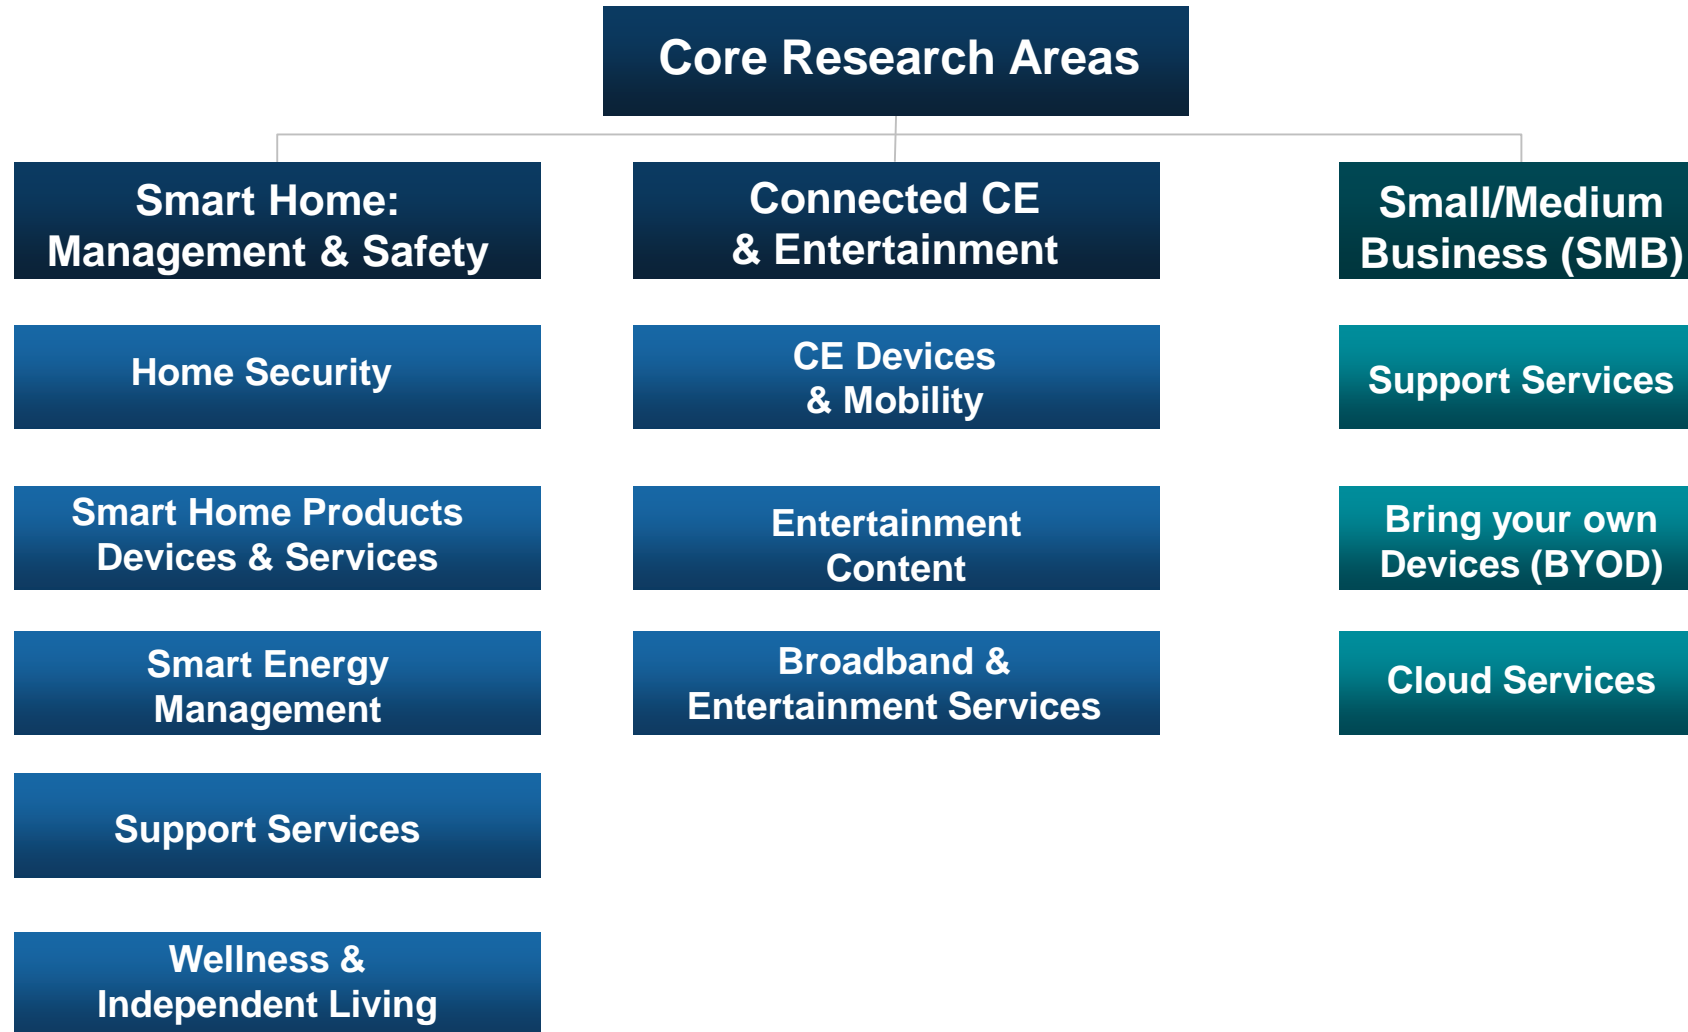 Core Research Areas
Smart Home:
Management & Safety
Home Security
Smart Home Products
Devices & Services
Smart Energy
Management
Support Services
Wellness &
Independent Living
Connected CE
& Entertainment
CE Devices
& Mobility
Entertainment
Content
Broadband &
Entertainment Services
Small/Medium
Business (SMB)
Support Services
Bring your own
Devices (BYOD)
Cloud Services